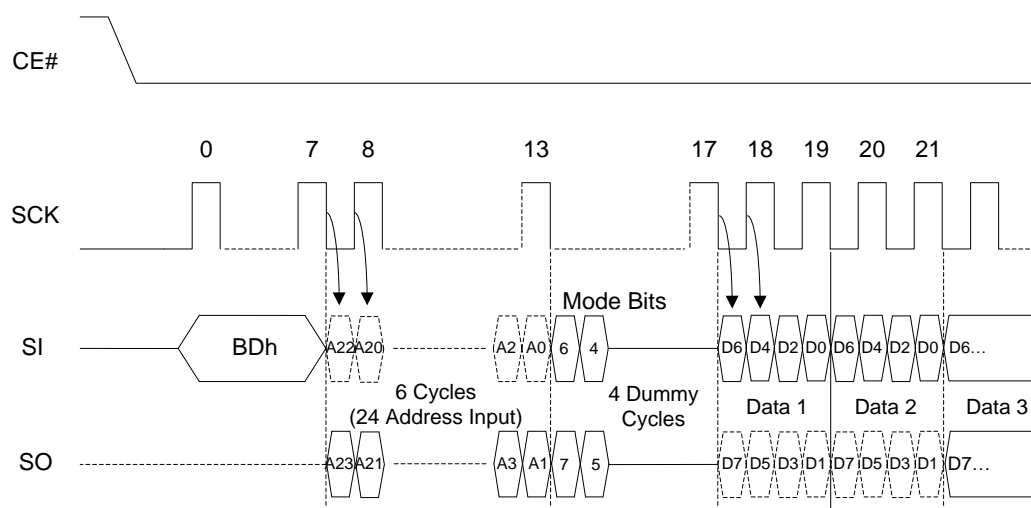 CE#
0 7 8 13 17 18 19 20 21
SCK
Mode Bits
SI BDh A22 A20 A2 A0 6 4 D6 D4 D2 D0 D6 D4 D2 D0 D6...
6 Cycles
(24 Address Input)
4 Dummy
Cycles
Data 1 Data 2 Data 3
SO A23 A21 A3 A1 7 5 D7 D5 D3 D1 D7 D5 D3 D1 D7...